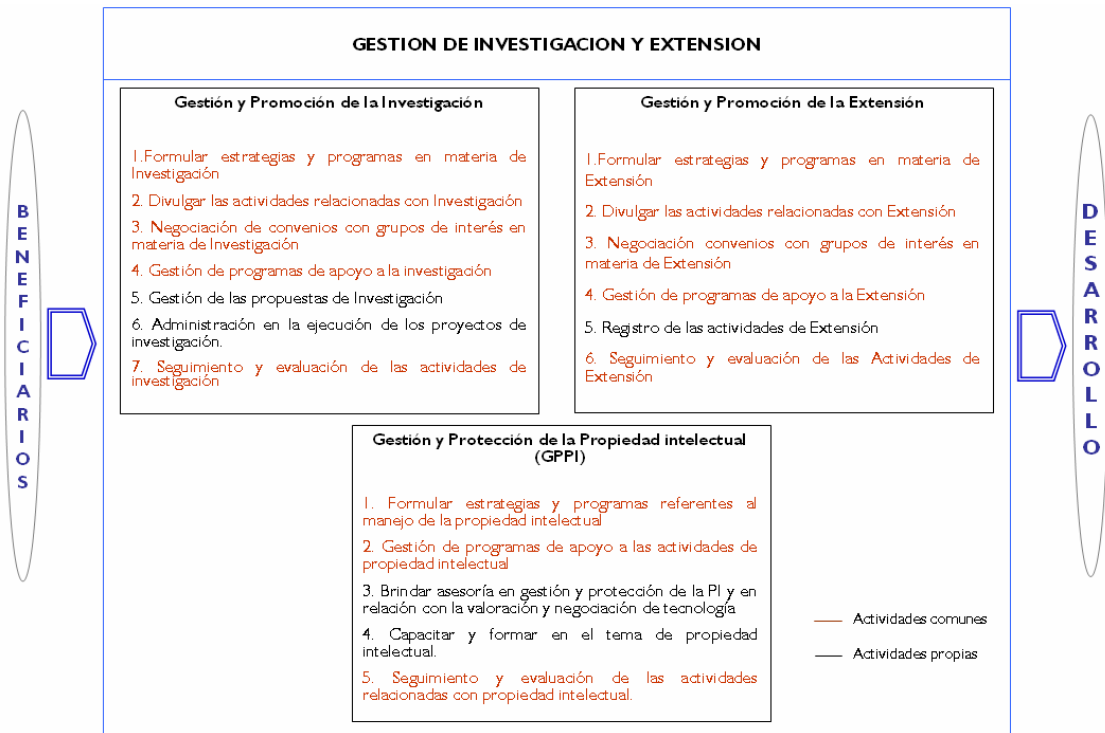 GESTION DE INVESTIGACION Y EXTENSION
BENEFICIARIOS
Gestión y Promoción de la Investigación
1.Formular estrategias y programas en materia de
Investigación
2. Divulgar las actividades relacionadas con Investigación
3. Negociación de convenios con grupos de interés en
materia de Investigación
4. Gestión de programas de apoyo a la investigación
5. Gestión de las propuestas de Investigación
6. Administración en la ejecución de los proyectos de
investigación.
7. Seguimiento y evaluación de las actividades de
investigación
Gestión y Promoción de la Extensión
1.Formular estrategias y programas en materia de
Extensión
2. Divulgar las actividades relacionadas con Extensión
3. Negociación convenios con grupos de interés en
materia de Extensión
4. Gestión de programas de apoyo a la Extensión
5. Registro de las actividades de Extensión
6. Seguimiento y evaluación de las Actividades de
Extensión
DESARROLLO
Gestión y Protección de la Propiedad intelectual
(GPPI)
1. Formular estrategias y programas referentes al
manejo de la propiedad intelectual
2. Gestión de programas de apoyo a las actividades de
propiedad intelectual
3. Brindar asesoría en gestión y protección de la PI y en
relación con la valoración y negociación de tecnología
4. Capacitar y formar en el tema de propiedad
intelectual.
5. Seguimiento y evaluación de las actividades
relacionadas con propiedad intelectual.
Actividades comunes
Actividades propias